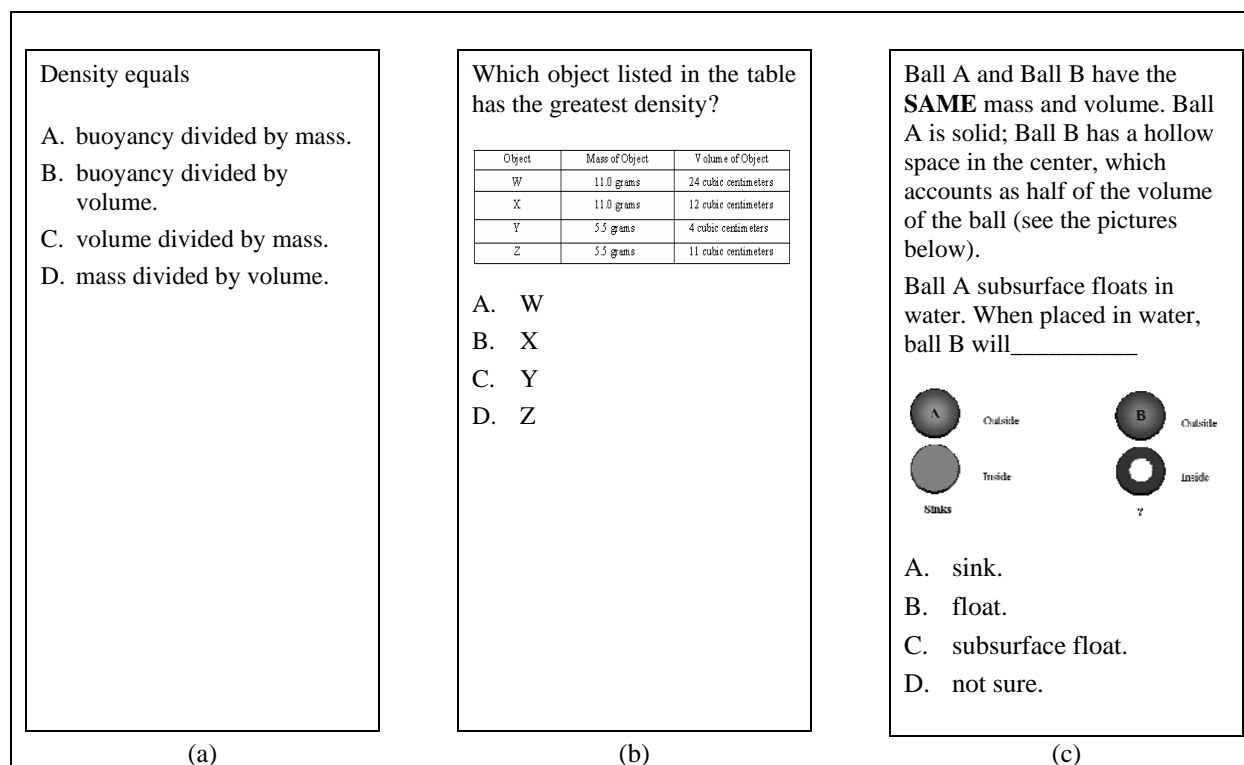 Density equals
A. buoyancy divided by mass.
B. buoyancy divided by
volume.
C. volume divided by mass.
D. mass divided by volume.
(a)
Which object listed in the table
has the greatest density?
Object Mass of Object Volume of Object
W 11.0 grams 24 cubic centimeters
X 11.0 grams 12 cubic centimeters
Y 5.5 grams 4 cubic centimeters
Z 5.5 grams 11 cubic centimeters
A. W
B. X
C. Y
D. Z
(b)
Ball A and Ball B have the
SAME mass and volume. Ball
A is solid; Ball B has a hollow
space in the center, which
accounts as half of the volume
of the ball (see the pictures
below).
Ball A subsurface floats in
water. When placed in water,
ball B will__________
A Outside B Outside
Inside Inside
Sinks ?
A. sink.
B. float.
C. subsurface float.
D. not sure.
(c)